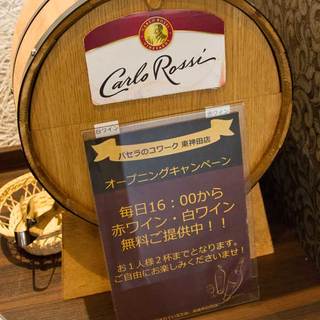 Carlo Rossi
白ワイン
赤ワイン
パセラのコワーク 東神田店
オープニングキャンペーン
毎日16：00から
赤ワイン・白ワイン
無料ご提供中！！
お１人様２杯までとなります。
ご自由にお楽しみくださいませ！